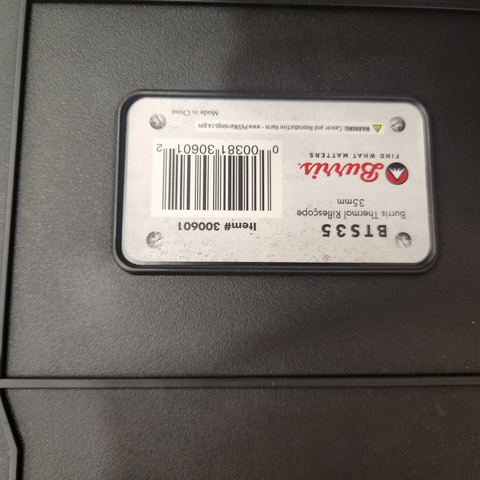 BTS35
Burris Thermal Riflescope
35mm
Burris
FIND WHAT MATTERS
Item# 300601
0 00381 30601 2
WARNING: Cancer and Reproductive Harm - www.P65Warnings.ca.gov
Made in China